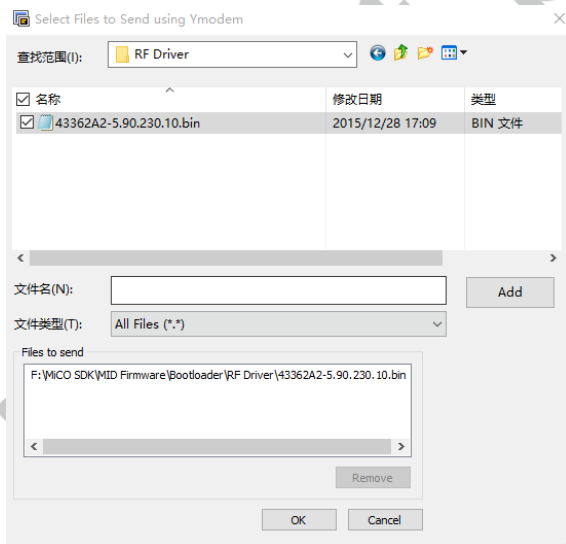 Select Files to Send using Ymodem
查找范围(I): RF Driver
名称 修改日期 类型
43362A2-5.90.230.10.bin 2015/12/28 17:09 BIN 文件
文件名(N): Add
文件类型(T): All Files (*.*)
Files to send
F:\MiCO SDK\MID Firmware\Bootloader\RF Driver\43362A2-5.90.230.10.bin
Remove
OK Cancel